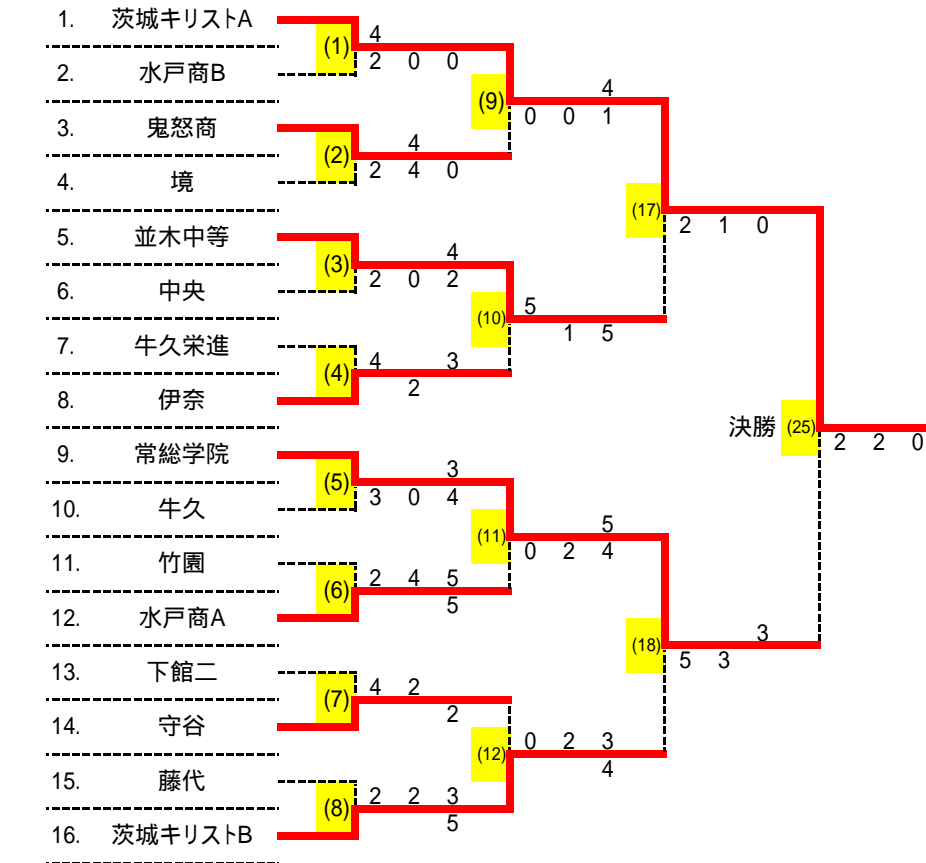 1. 茨城キリストA
4
(1)
2 0 0
2. 水戸商B
4
(9)
0 0 1
3. 鬼怒商
4
(2)
2 4 0
4. 境
(17)
2 1 0
5. 並木中等
4
(3)
2 0 2
6. 中央
5
(10)
1 5
7. 牛久栄進
4 3
(4)
2
8. 伊奈
決勝 (25)
2 2 0
9. 常総学院
3
(5)
3 0 4
10. 牛久
5
(11)
0 2 4
11. 竹園
2 4 5
(6)
5
12. 水戸商A
3
(18)
5 3
13. 下館二
4 2
(7)
2
14. 守谷
0 2 3
(12)
4
15. 藤代
2 2 3
(8)
5
16. 茨城キリストB